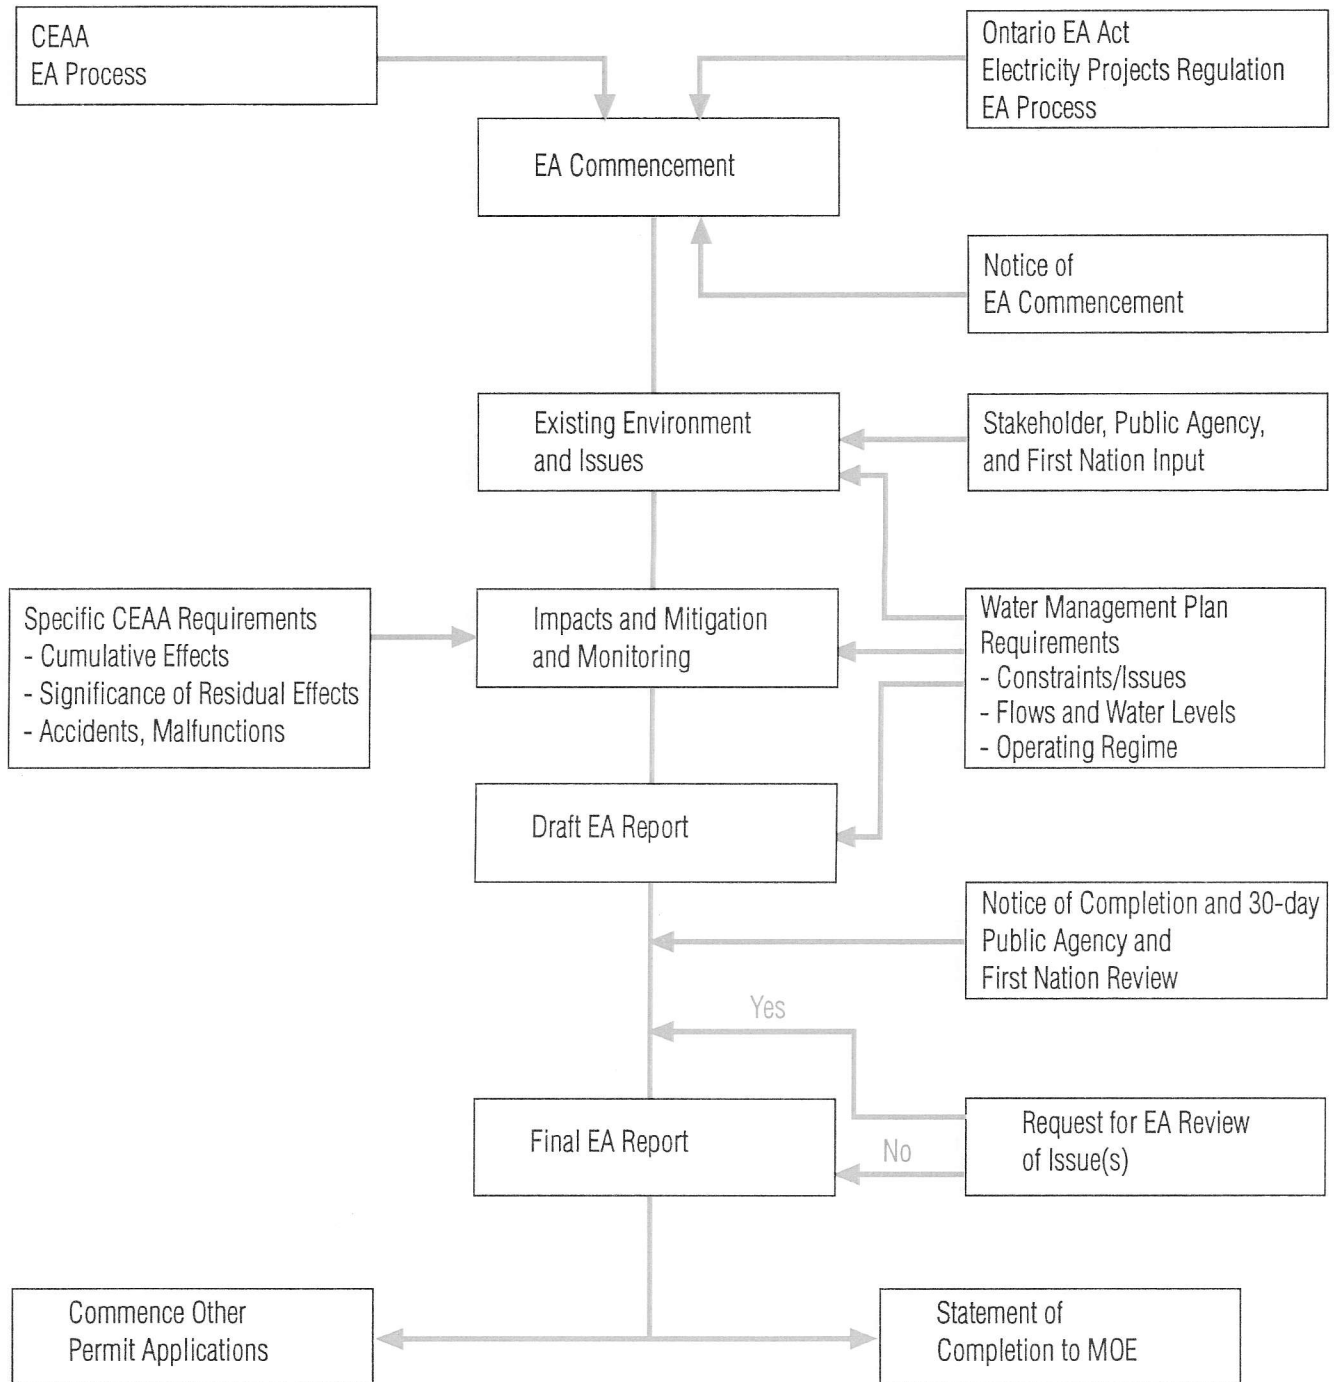 CEAA
EA Process
Ontario EA Act
Electricity Projects Regulation
EA Process
EA Commencement
Notice of
EA Commencement
Existing Environment
and Issues
Stakeholder, Public Agency,
and First Nation Input
Specific CEAA Requirements
- Cumulative Effects
- Significance of Residual Effects
- Accidents, Malfunctions
Impacts and Mitigation
and Monitoring
Water Management Plan
Requirements
- Constraints/Issues
- Flows and Water Levels
- Operating Regime
Draft EA Report
Notice of Completion and 30-day
Public Agency and
First Nation Review
Yes
Final EA Report
No
Request for EA Review
of Issue(s)
Commence Other
Permit Applications
Statement of
Completion to MOE